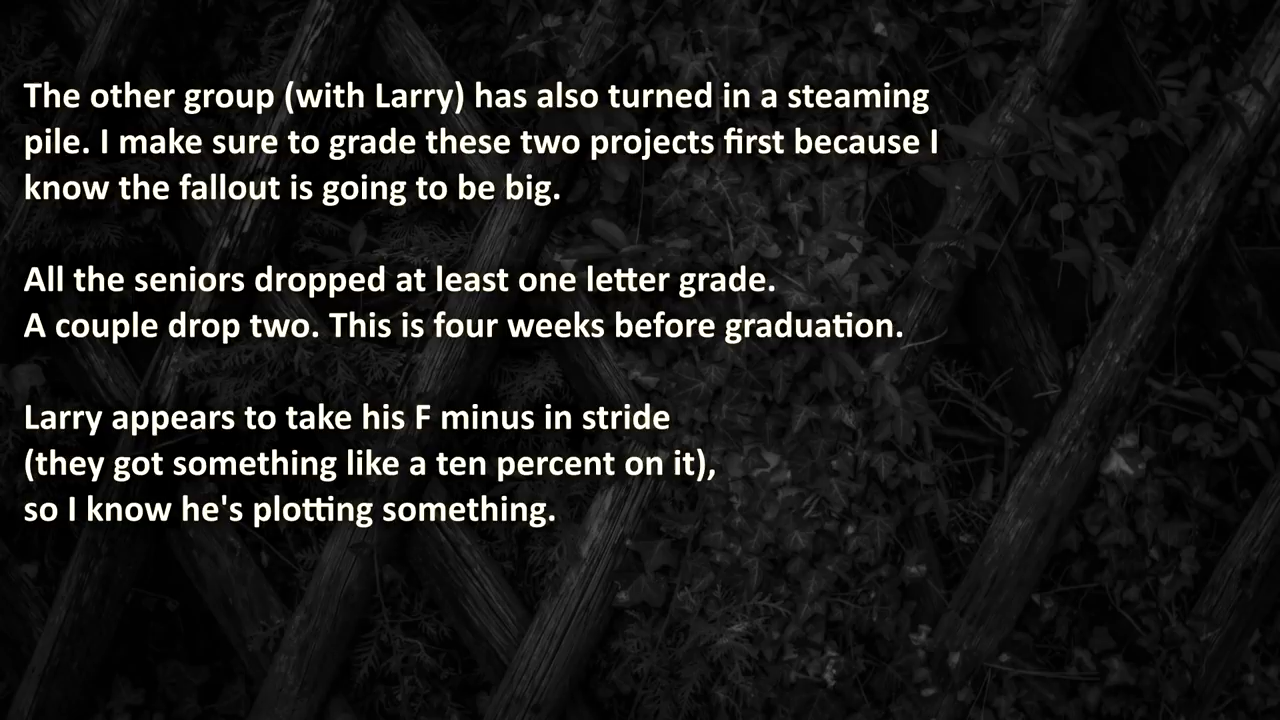 The other group (with Larry) has also turned in a steaming
pile. I make sure to grade these two projects first because I
know the fallout is going to be big.
All the seniors dropped at least one letter grade.
A couple drop two. This is four weeks before graduation.
Larry appears to take his F minus in stride
(they got something like a ten percent on it),
so I know he's plotting something.